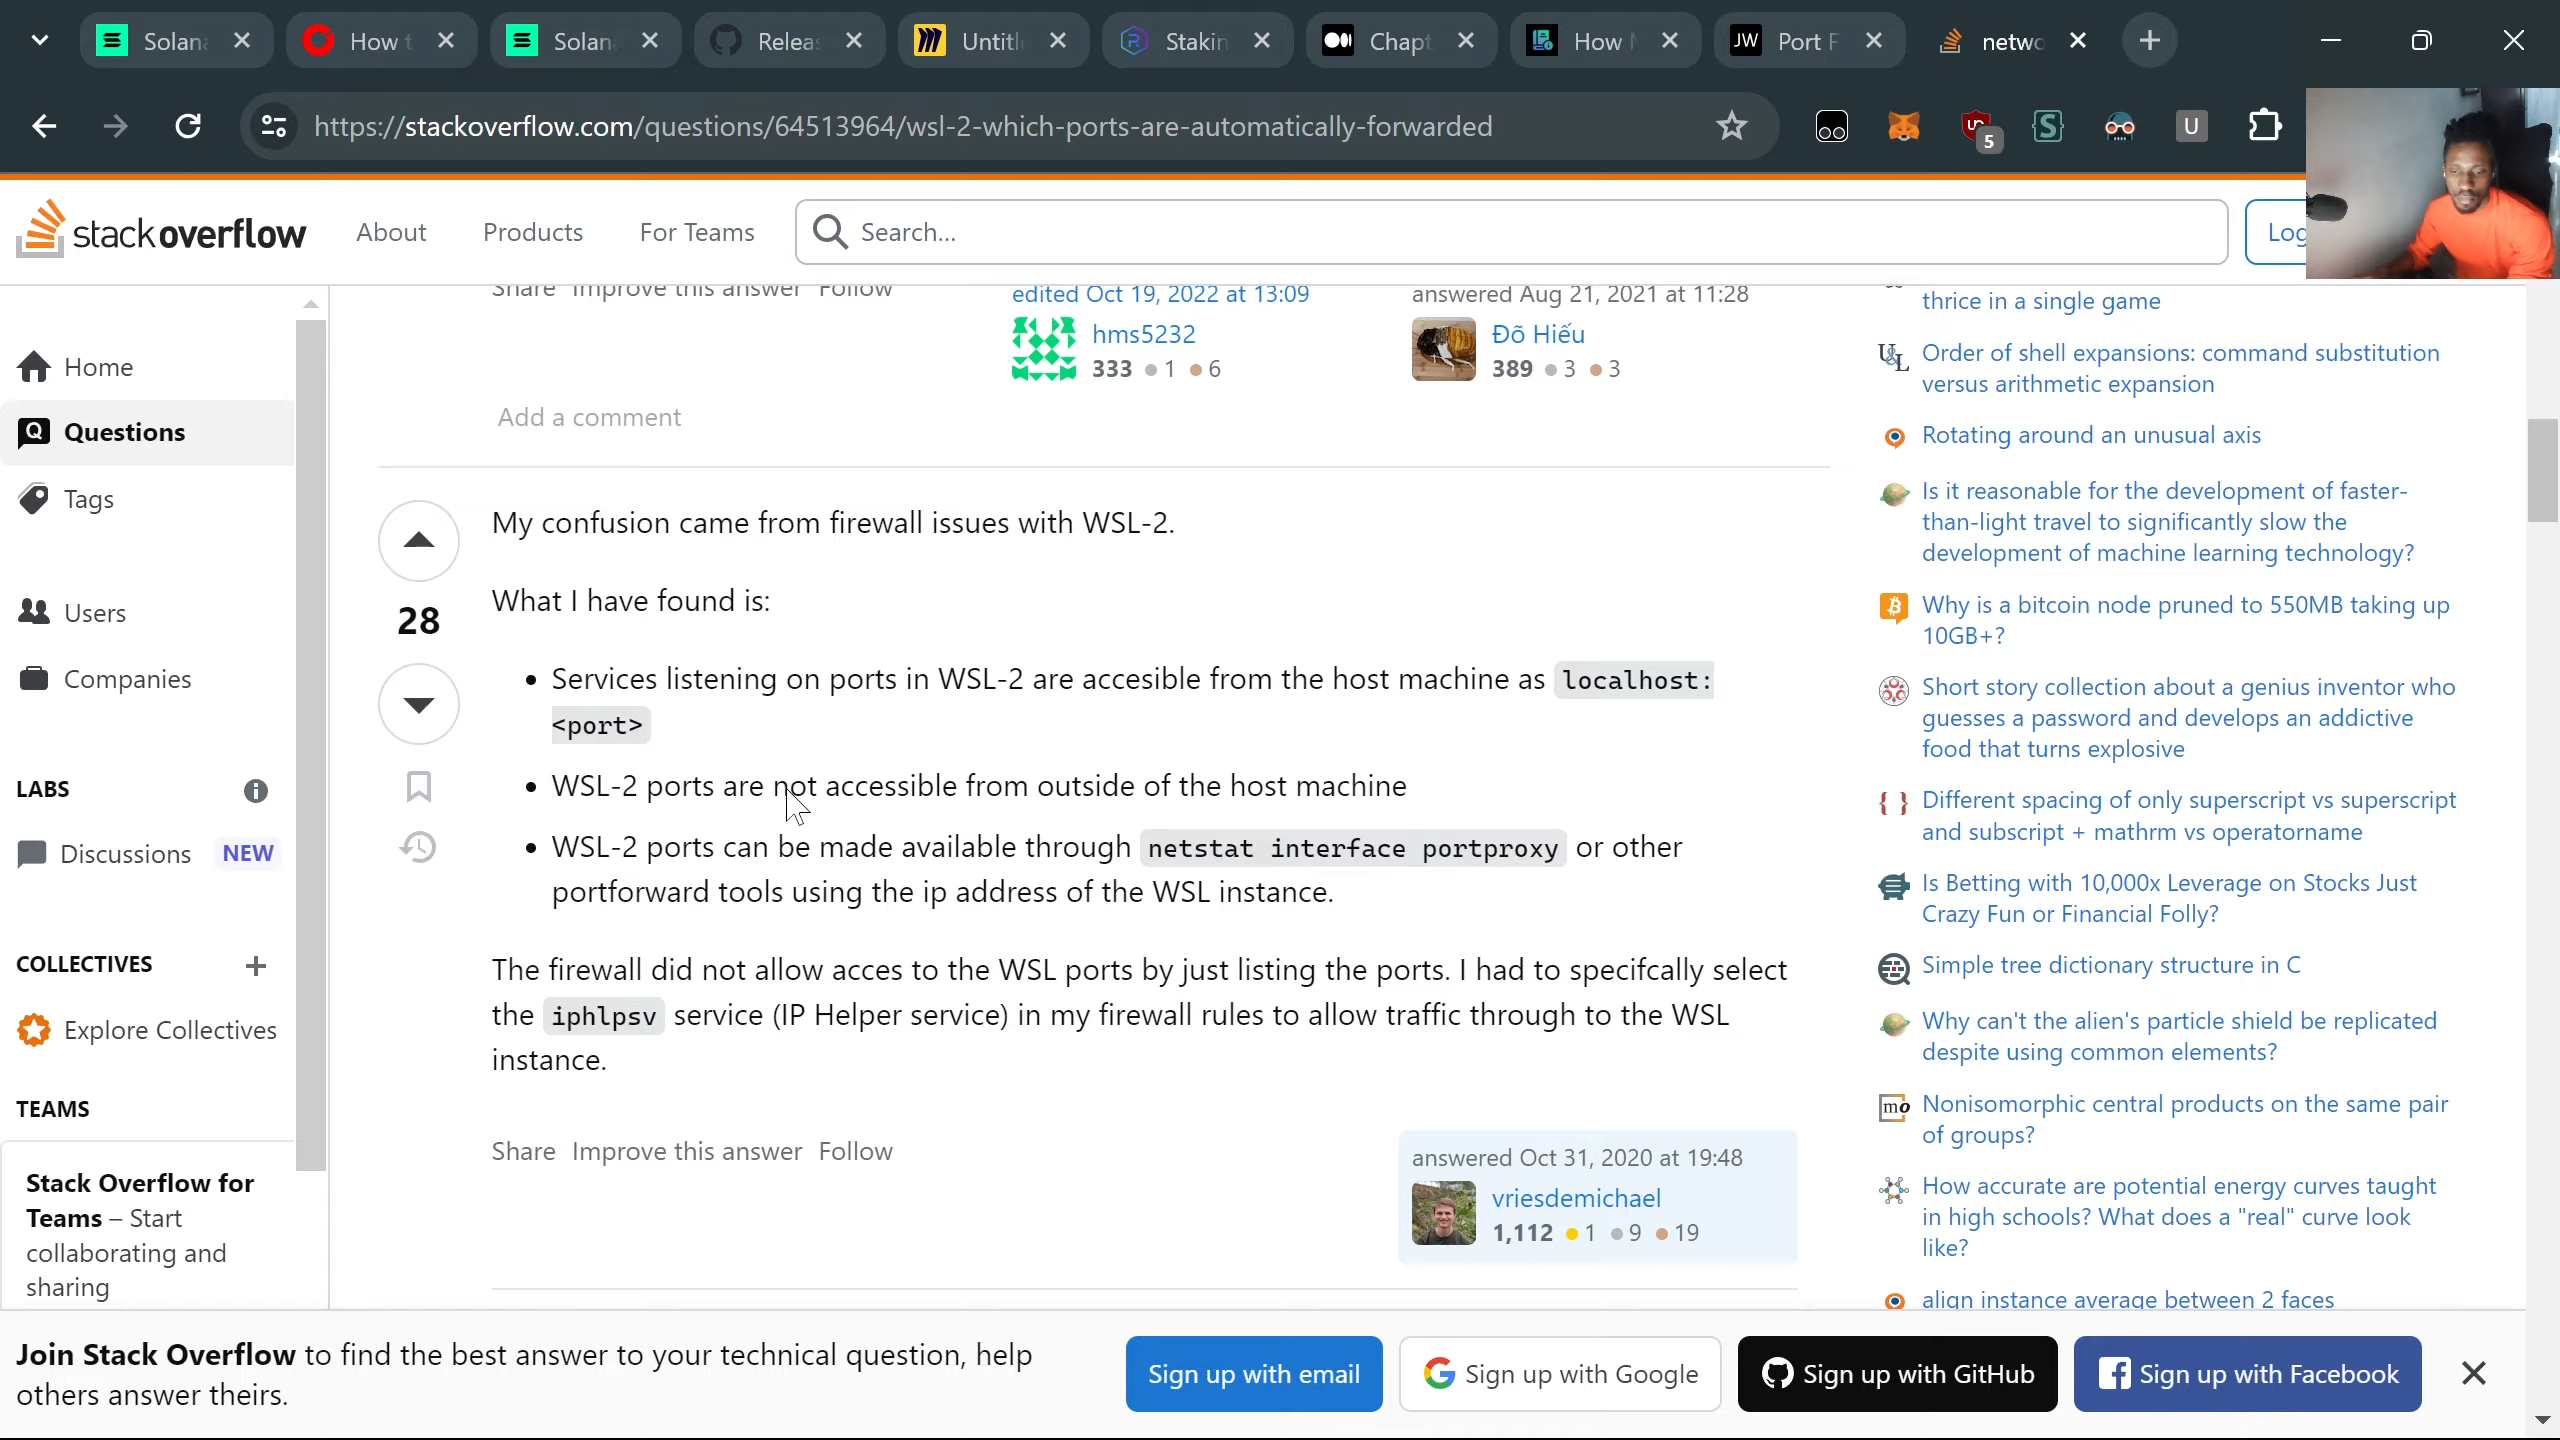 Solana
How t
Solan
Relea
Untitl
Stakin
Chapt
How
Port F
netwo
https://stackoverflow.com/questions/64513964/wsl-2-which-ports-are-automatically-forwarded
5
U
stackoverflow
About
Products
For Teams
Search...
Log
Home
Questions
Tags
Users
Companies
LABS
Discussions NEW
COLLECTIVES
Explore Collectives
TEAMS
Stack Overflow for
Teams – Start
collaborating and
sharing
Share Improve this answer Follow
edited Oct 19, 2022 at 13:09
hms5232
333 1 6
answered Aug 21, 2021 at 11:28
Đõ Hiếu
389 3 3
Add a comment
28
My confusion came from firewall issues with WSL-2.
What I have found is:
• Services listening on ports in WSL-2 are accesible from the host machine as localhost:
<port>
• WSL-2 ports are not accessible from outside of the host machine
• WSL-2 ports can be made available through netstat interface portproxy or other
portforward tools using the ip address of the WSL instance.
The firewall did not allow acces to the WSL ports by just listing the ports. I had to specifcally select
the iphlpsv service (IP Helper service) in my firewall rules to allow traffic through to the WSL
instance.
Share Improve this answer Follow
answered Oct 31, 2020 at 19:48
vriesdemichael
1,112 1 9 19
thrice in a single game
Order of shell expansions: command substitution
versus arithmetic expansion
Rotating around an unusual axis
Is it reasonable for the development of faster-
than-light travel to significantly slow the
development of machine learning technology?
Why is a bitcoin node pruned to 550MB taking up
10GB+?
Short story collection about a genius inventor who
guesses a password and develops an addictive
food that turns explosive
Different spacing of only superscript vs superscript
and subscript + mathrm vs operatorname
Is Betting with 10,000x Leverage on Stocks Just
Crazy Fun or Financial Folly?
Simple tree dictionary structure in C
Why can't the alien's particle shield be replicated
despite using common elements?
Nonisomorphic central products on the same pair
of groups?
How accurate are potential energy curves taught
in high schools? What does a "real" curve look
like?
align instance average between 2 faces
Join Stack Overflow to find the best answer to your technical question, help
others answer theirs.
Sign up with email
Sign up with Google
Sign up with GitHub
Sign up with Facebook